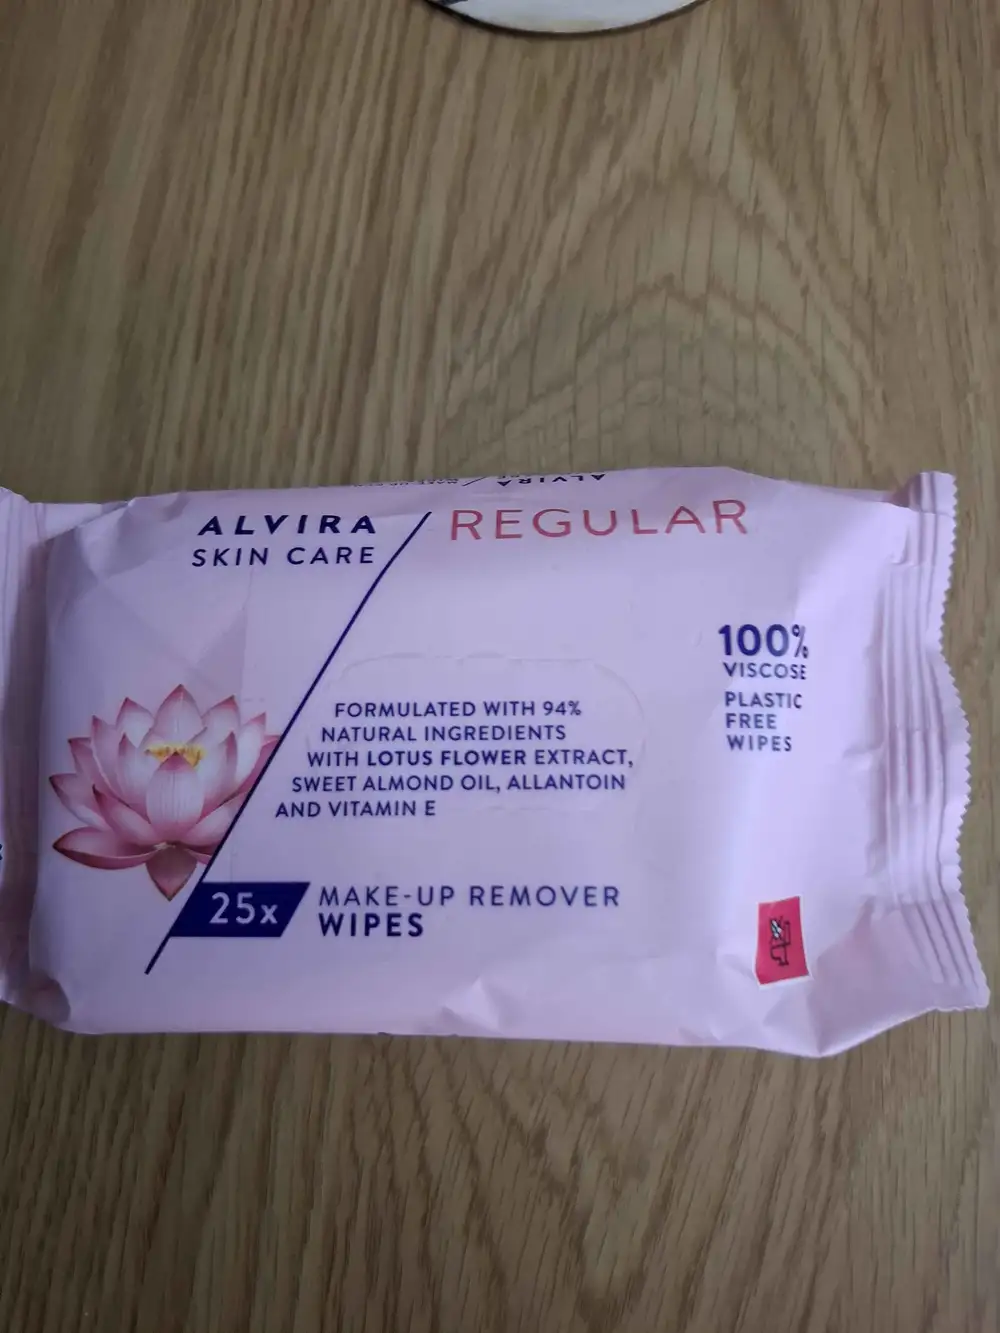 ALVIRA
SKIN CARE
REGULAR
100%
VISCOSE
PLASTIC
FREE
WIPES
FORMULATED WITH 94%
NATURAL INGREDIENTS
WITH LOTUS FLOWER EXTRACT,
SWEET ALMOND OIL, ALLANTOIN
AND VITAMIN E
25x
MAKE-UP REMOVER
WIPES
ALVIRA